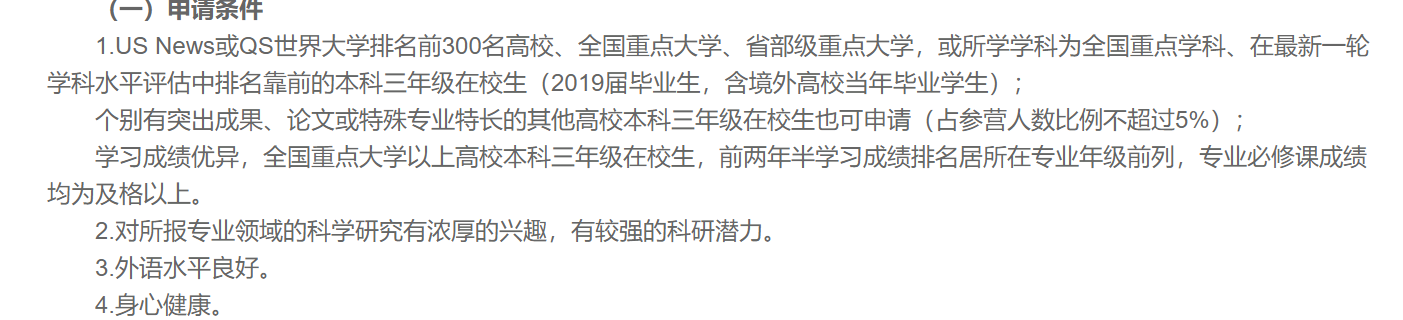 （一）申请条件
1.US News或QS世界大学排名前300名高校、全国重点大学、省部级重点大学，或所学学科为全国重点学科、在最新一轮
学科水平评估中排名靠前的本科三年级在校生（2019届毕业生，含境外高校当年毕业学生）；
个别有突出成果、论文或特殊专业特长的其他高校本科三年级在校生也可申请（占参营人数比例不超过5%）；
学习成绩优异，全国重点大学以上高校本科三年级在校生，前两年半学习成绩排名居所在专业年级前列，专业必修课成绩
均为及格以上。
2.对所报专业领域的科学研究有浓厚的兴趣，有较强的科研潜力。
3.外语水平良好。
4.身心健康。